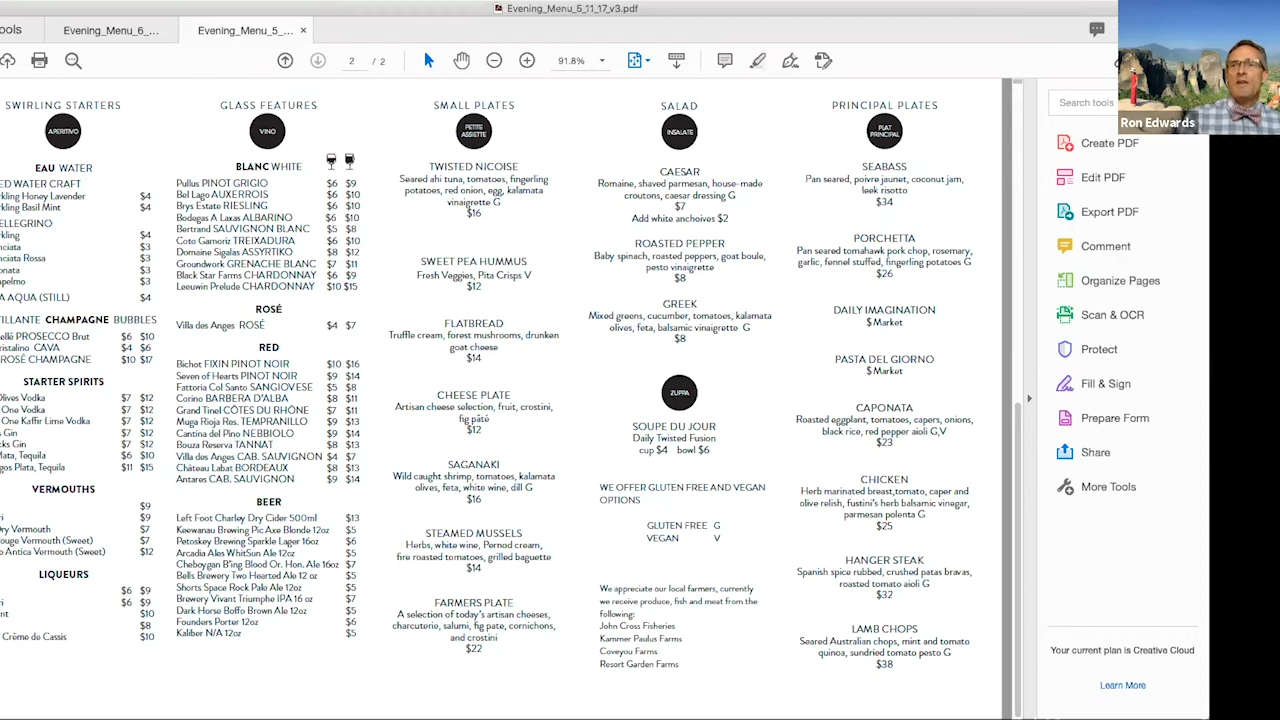 Evening_Menu_5_11_17_v3.pdf
ools
Evening_Menu_6_...
Evening_Menu_5_... ×
2 / 2
91.8%
SWIRLING STARTERS
APERITIVO
EAU WATER
ED WATER CRAFT
rkling Honey Lavender $4
rkling Basil Mint $4
ELLEGRINO
kling $4
nciata $3
nciata Rossa $3
onata $3
apelmo $3
A AQUA (STILL) $4
TILLANTE CHAMPAGNE BUBBLES
ellé PROSECCO Brut $6 $10
ristalino CAVA $4 $6
ROSÉ CHAMPAGNE $10 $17
STARTER SPIRITS
Olives Vodka $7 $12
One Vodka $7 $12
One Kaffir Lime Vodka $7 $12
s Gin $7 $12
cks Gin $7 $12
Plata, Tequila $6 $10
gos Plata, Tequila $11 $15
VERMOUTHS
$9
ri $9
Dry Vermouth $7
ouge Vermouth (Sweet) $7
o Antica Vermouth (Sweet) $12
LIQUEURS
$6 $9
ri $6 $9
nt $10
$8
Crème de Cassis $10
GLASS FEATURES
VINO
BLANC WHITE
Pullus PINOT GRIGIO $6 $9
Bel Lago AUXERROIS $6 $10
Brys Estate RIESLING $6 $10
Bodegas A Laxas ALBARINO $6 $10
Bertrand SAUVIGNON BLANC $5 $8
Coto Gamoriz TREIXADURA $6 $10
Domaine Sigalas ASSYRTIKO $8 $12
Groundwork GRENACHE BLANC $7 $11
Black Star Farms CHARDONNAY $6 $9
Leeuwin Prelude CHARDONNAY $10 $15
ROSÉ
Villa des Anges ROSÉ $4 $7
RED
Bichot FIXIN PINOT NOIR $10 $16
Seven of Hearts PINOT NOIR $9 $14
Fattoria Col Santo SANGIOVESE $5 $8
Corino BARBERA D'ALBA $8 $11
Grand Tinel CÔTES DU RHÔNE $7 $11
Muga Rioja Res. TEMPRANILLO $9 $13
Cantina del Pino NEBBIOLO $9 $14
Bouza Reserva TANNAT $8 $13
Villa des Anges CAB. SAUVIGNON $4 $7
Château Labat BORDEAUX $8 $13
Antares CAB. SAUVIGNON $9 $14
BEER
Left Foot Charley Dry Cider 500ml $13
Keewanau Brewing Pic Axe Blonde 12oz $5
Petoskey Brewing Sparkle Lager 16oz $6
Arcadia Ales WhitSun Ale 12oz $5
Cheboygan B'ing Blood Or. Hon. Ale 16oz $7
Bells Brewery Two Hearted Ale 12 oz $5
Shorts Space Rock Pale Ale 12oz $5
Brewery Vivant Triumphe IPA 16 oz $7
Dark Horse Boffo Brown Ale 12oz $5
Founders Porter 12oz $6
Kaliber N/A 12oz $5
SMALL PLATES
PETITE
ASSIETTE
TWISTED NICOISE
Seared ahi tuna, tomatoes, fingerling
potatoes, red onion, egg, kalamata
vinaigrette G
$16
SWEET PEA HUMMUS
Fresh Veggies, Pita Crisps V
$12
FLATBREAD
Truffle cream, forest mushrooms, drunken
goat cheese
$14
CHEESE PLATE
Artisan cheese selection, fruit, crostini,
fig pâté
$12
SAGANAKI
Wild caught shrimp, tomatoes, kalamata
olives, feta, white wine, dill G
$16
STEAMED MUSSELS
Herbs, white wine, Pernod cream,
fire roasted tomatoes, grilled baguette
$14
FARMERS PLATE
A selection of today's artisan cheeses,
charcuterie, salumi, fig pate, cornichons,
and crostini
$22
SALAD
INSALATE
CAESAR
Romaine, shaved parmesan, house-made
croutons, caesar dressing G
$7
Add white anchoives $2
ROASTED PEPPER
Baby spinach, roasted peppers, goat boule,
pesto vinaigrette
$8
GREEK
Mixed greens, cucumber, tomatoes, kalamata
olives, feta, balsamic vinaigrette G
$8
ZUPPA
SOUPE DU JOUR
Daily Twisted Fusion
cup $4 bowl $6
WE OFFER GLUTEN FREE AND VEGAN
OPTIONS
GLUTEN FREE G
VEGAN V
We appreciate our local farmers, currently
we receive produce, fish and meat from the
following:
John Cross Fisheries
Kammer Paulus Farms
Coveyou Farms
Resort Garden Farms
PRINCIPAL PLATES
PLAT
PRINCIPAL
SEABASS
Pan seared, poivre jaunet, coconut jam,
leek risotto
$34
PORCHETTA
Pan seared tomahawk pork chop, rosemary,
garlic, fennel stuffed, fingerling potatoes G
$26
DAILY IMAGINATION
$ Market
PASTA DEL GIORNO
$ Market
CAPONATA
Roasted eggplant, tomatoes, capers, onions,
black rice, red pepper aioli G,V
$23
CHICKEN
Herb marinated breast,tomato, caper and
olive relish, fustini's herb balsamic vinegar,
parmesan polenta G
$25
HANGER STEAK
Spanish spice rubbed, crushed patas bravas,
roasted tomato aioli G
$32
LAMB CHOPS
Seared Australian chops, mint and tomato
quinoa, sundried tomato pesto G
$38
Search tools
Create PDF
Edit PDF
Export PDF
Comment
Organize Pages
Scan & OCR
Protect
Fill & Sign
Prepare Form
Share
More Tools
Your current plan is Creative Cloud
Learn More
Ron Edwards